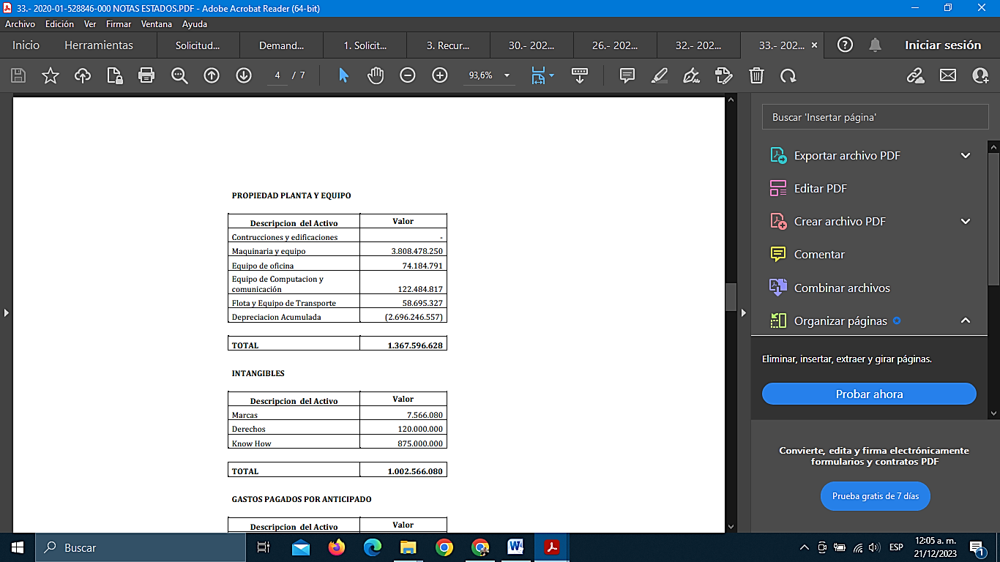 33.- 2020-01-528846-000 NOTAS ESTADOS.PDF - Adobe Acrobat Reader (64-bit)
Archivo Edición Ver Firmar Ventana Ayuda
Inicio Herramientas Solicitud... Demand... 1. Solicit... 3. Recur... 30.- 202... 26.- 202... 32.- 202... 33.- 202... Iniciar sesión
4 / 7 93,6%
PROPIEDAD PLANTA Y EQUIPO
Descripcion del Activo Valor
Contrucciones y edificaciones -
Maquinaria y equipo 3.808.478.250
Equipo de oficina 74.184.791
Equipo de Computacion y
comunicación 122.484.817
Flota y Equipo de Transporte 58.695.327
Depreciacion Acumulada (2.696.246.557)
TOTAL 1.367.596.628
INTANGIBLES
Descripcion del Activo Valor
Marcas 7.566.080
Derechos 120.000.000
Know How 875.000.000
TOTAL 1.002.566.080
GASTOS PAGADOS POR ANTICIPADO
Descripcion del Activo Valor
Buscar 'Insertar página'
Exportar archivo PDF
Editar PDF
Crear archivo PDF
Comentar
Combinar archivos
Organizar páginas
Eliminar, insertar, extraer y girar páginas.
Probar ahora
Convierte, edita y firma electrónicamente
formularios y contratos PDF
Prueba gratis de 7 días
Buscar
ESP
12:05 a. m.
21/12/2023
1